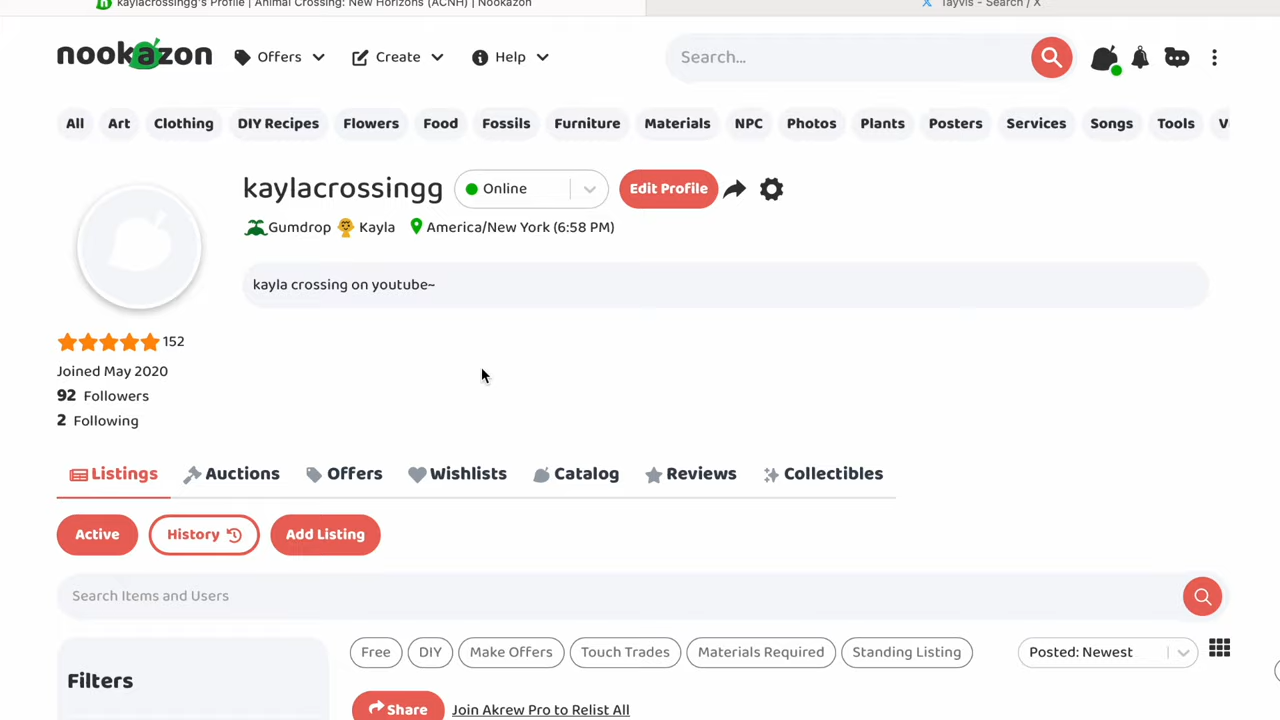 kaylacrossingg's Profile | Animal Crossing: New Horizons (ACNH) | Nookazon
Tayvis - Search / X
nookazon
Offers
Create
Help
Search...
All
Art
Clothing
DIY Recipes
Flowers
Food
Fossils
Furniture
Materials
NPC
Photos
Plants
Posters
Services
Songs
Tools
V
kaylacrossingg
Online
Edit Profile
Gumdrop
Kayla
America/New York (6:58 PM)
kayla crossing on youtube~
152
Joined May 2020
92 Followers
2 Following
Listings
Auctions
Offers
Wishlists
Catalog
Reviews
Collectibles
Active
History
Add Listing
Search Items and Users
Free
DIY
Make Offers
Touch Trades
Materials Required
Standing Listing
Posted: Newest
Filters
Share
Join Akrew Pro to Relist All